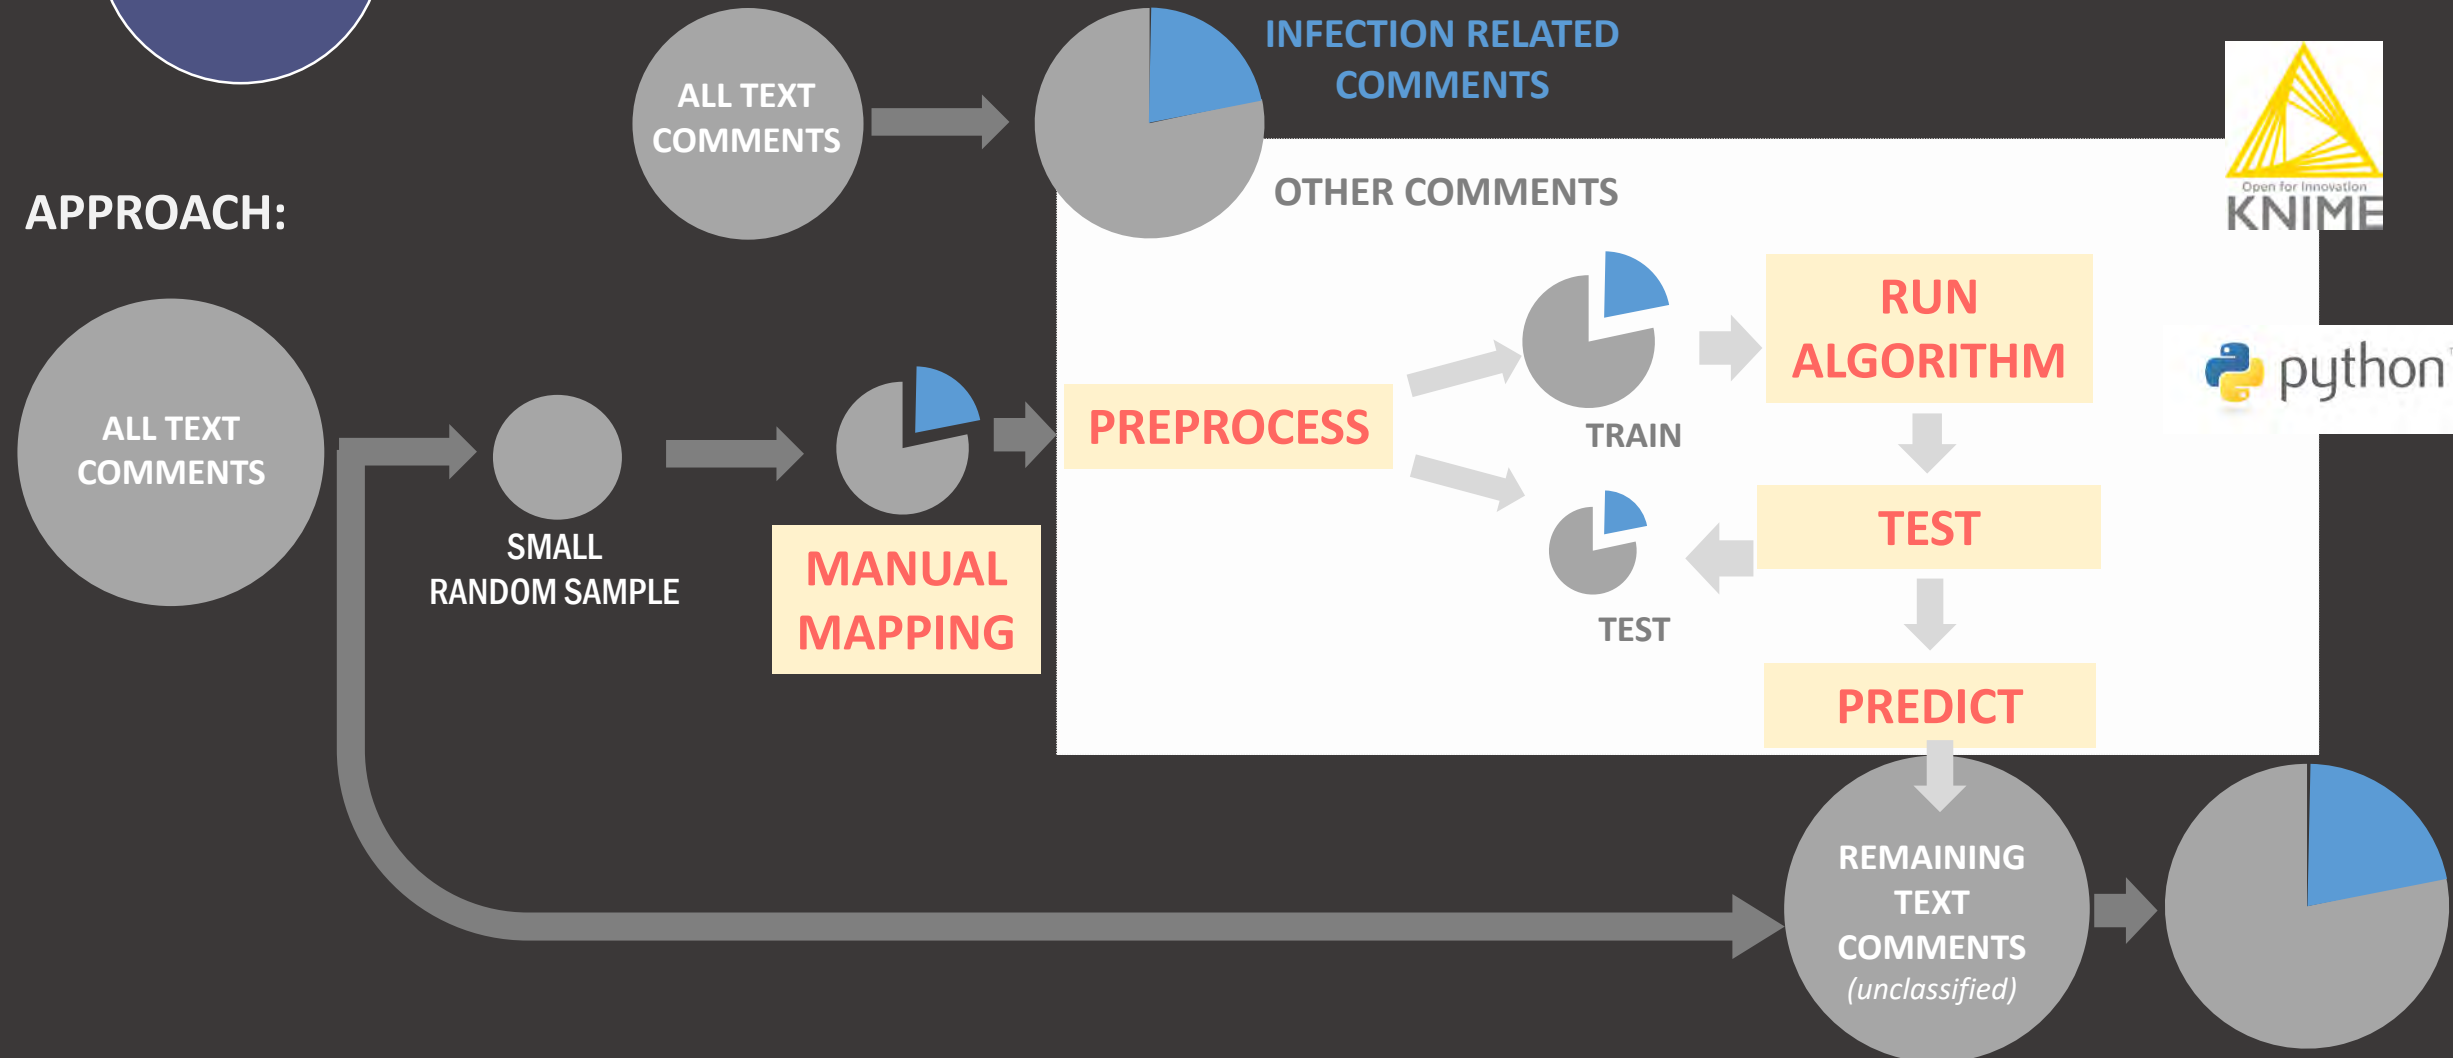 INFECTION RELATED
COMMENTS
ALL TEXT
COMMENTS
OTHER COMMENTS
Open for Innovation
KNIME
APPROACH:
ALL TEXT
COMMENTS
SMALL
RANDOM SAMPLE
MANUAL
MAPPING
PREPROCESS
TRAIN
TEST
RUN
ALGORITHM
TEST
PREDICT
python
REMAINING
TEXT
COMMENTS
(unclassified)